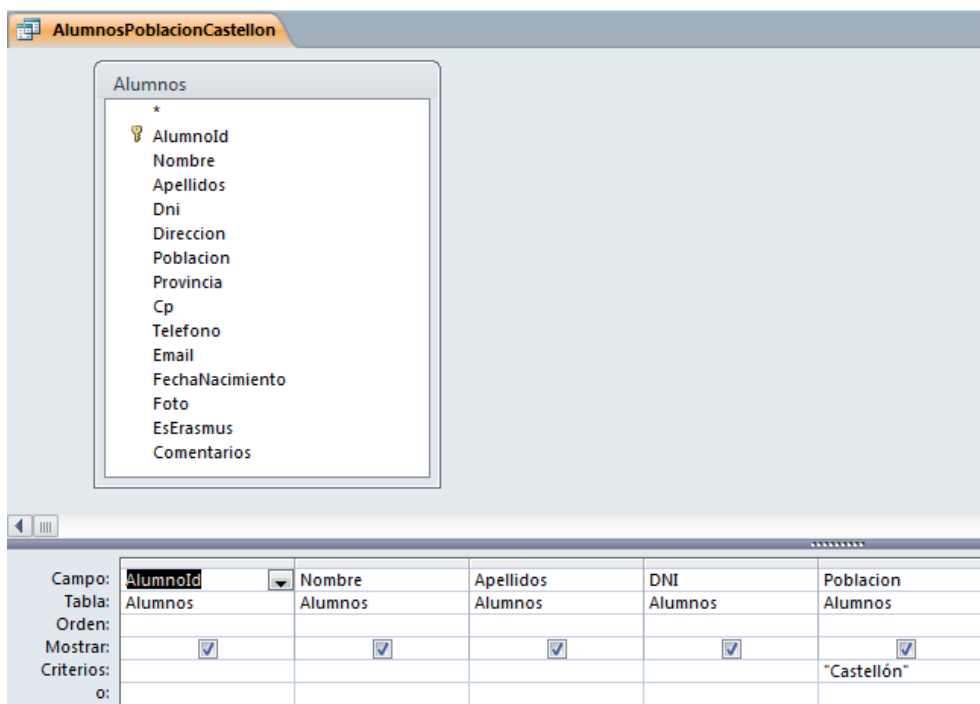 AlumnosPoblacionCastellon
Alumnos
*
AlumnoId
Nombre
Apellidos
Dni
Direccion
Poblacion
Provincia
Cp
Telefono
Email
FechaNacimiento
Foto
EsErasmus
Comentarios
Campo: AlumnoId Nombre Apellidos DNI Poblacion
Tabla: Alumnos Alumnos Alumnos Alumnos Alumnos
Orden:
Mostrar:
Criterios: "Castellón"
o: